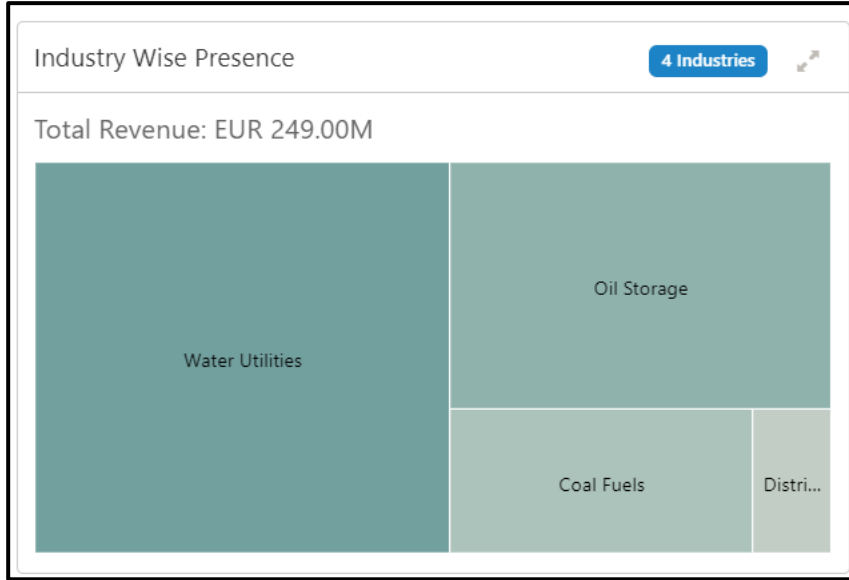 Industry Wise Presence
4 Industries
Total Revenue: EUR 249.00M
Water Utilities
Oil Storage
Coal Fuels
Distri...